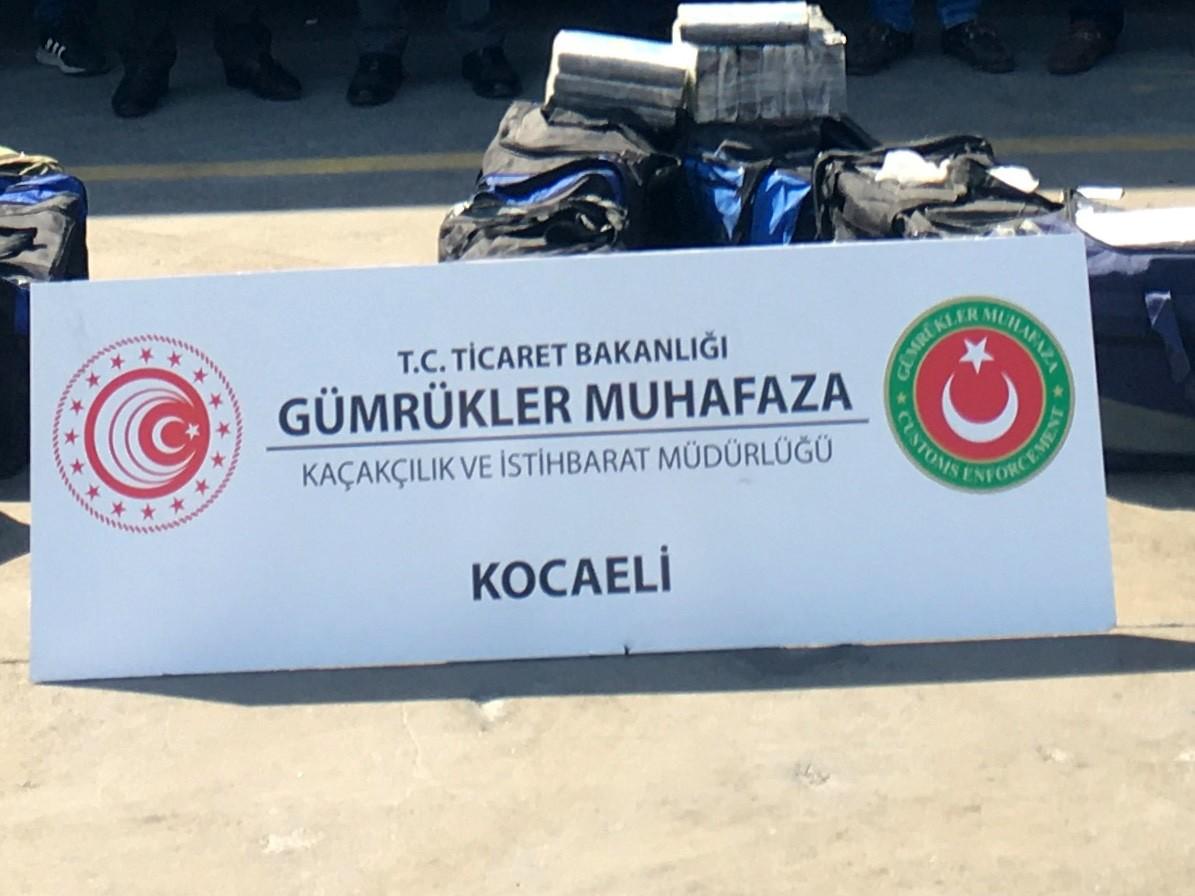 T.C. TİCARET BAKANLIĞI
GÜMRÜKLER MUHAFAZA
KAÇAKÇILIK VE İSTİHBARAT MÜDÜRLÜĞÜ
KOCAELİ
GÜMRÜKLER MUHAFAZA
CUSTOMS ENFORCEMENT